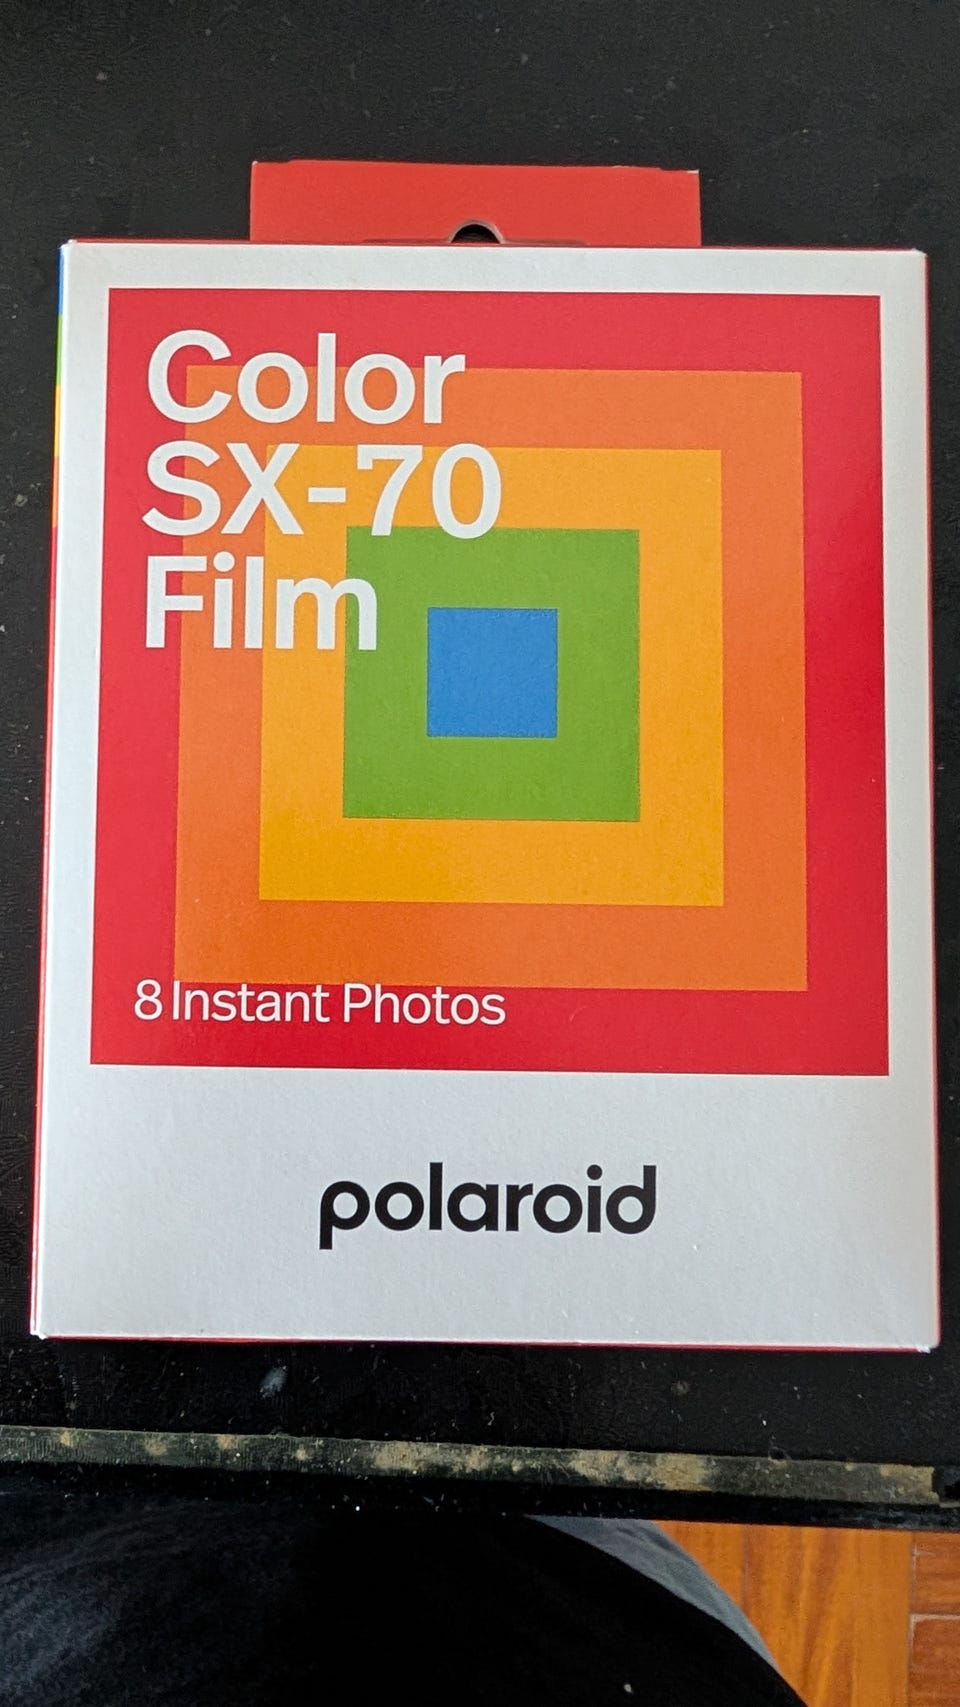 Color
SX-70
Film
8 Instant Photos
polaroid